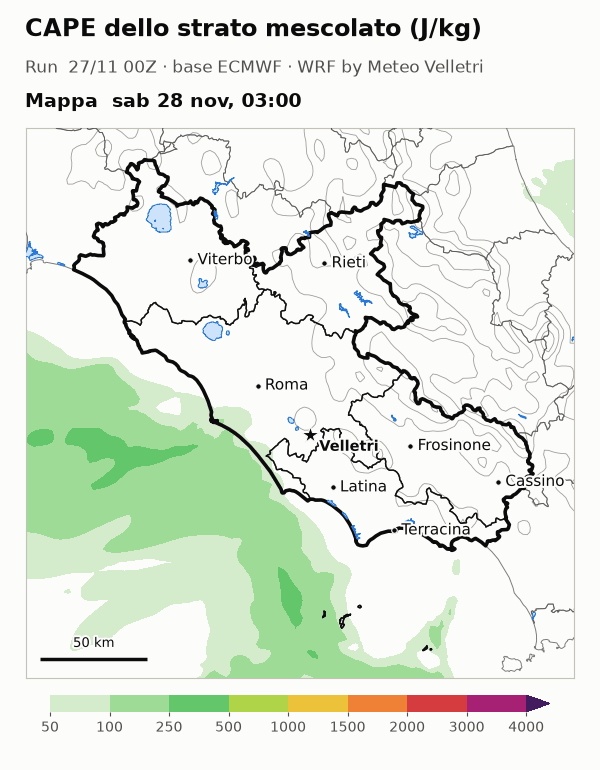 CAPE dello strato mescolato (J/kg)
Run  27/11 00Z · base ECMWF · WRF by Meteo Velletri
Mappa  sab 28 nov, 03:00
Viterbo
Rieti
Roma
Velletri
Frosinone
Latina
Cassino
Terracina
50 km
50 100 250 500 1000 1500 2000 3000 4000